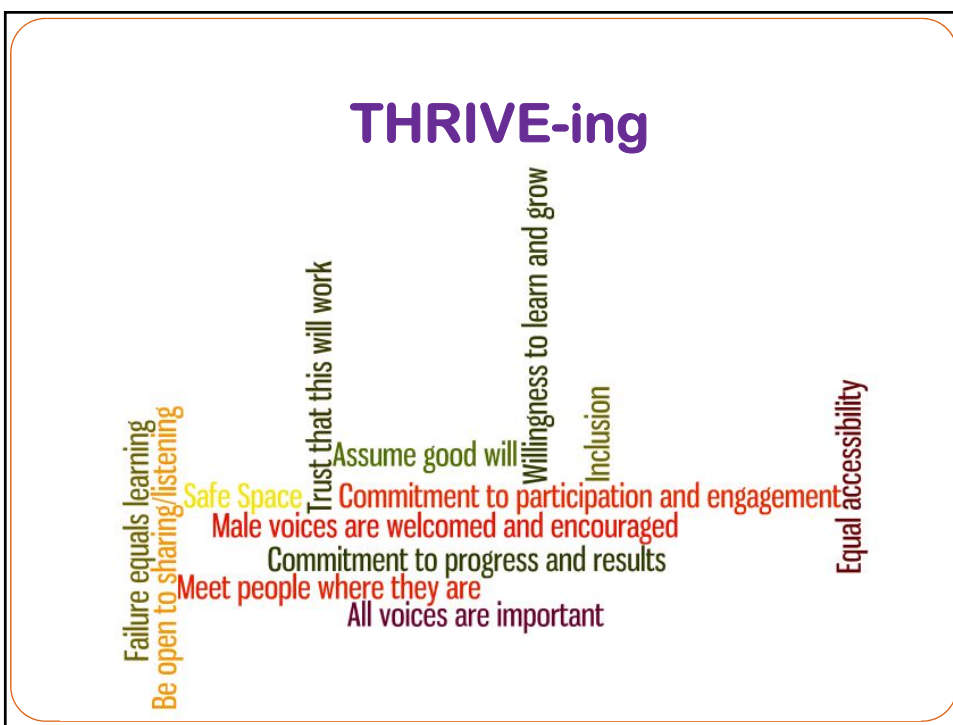 THRIVE-ing
Failure equals learning
Be open to sharing/listening
Trust that this will work
Willingness to learn and grow
Inclusion
Equal accessibility
Assume good will
Safe Space
Commitment to participation and engagement
Male voices are welcomed and encouraged
Commitment to progress and results
Meet people where they are
All voices are important